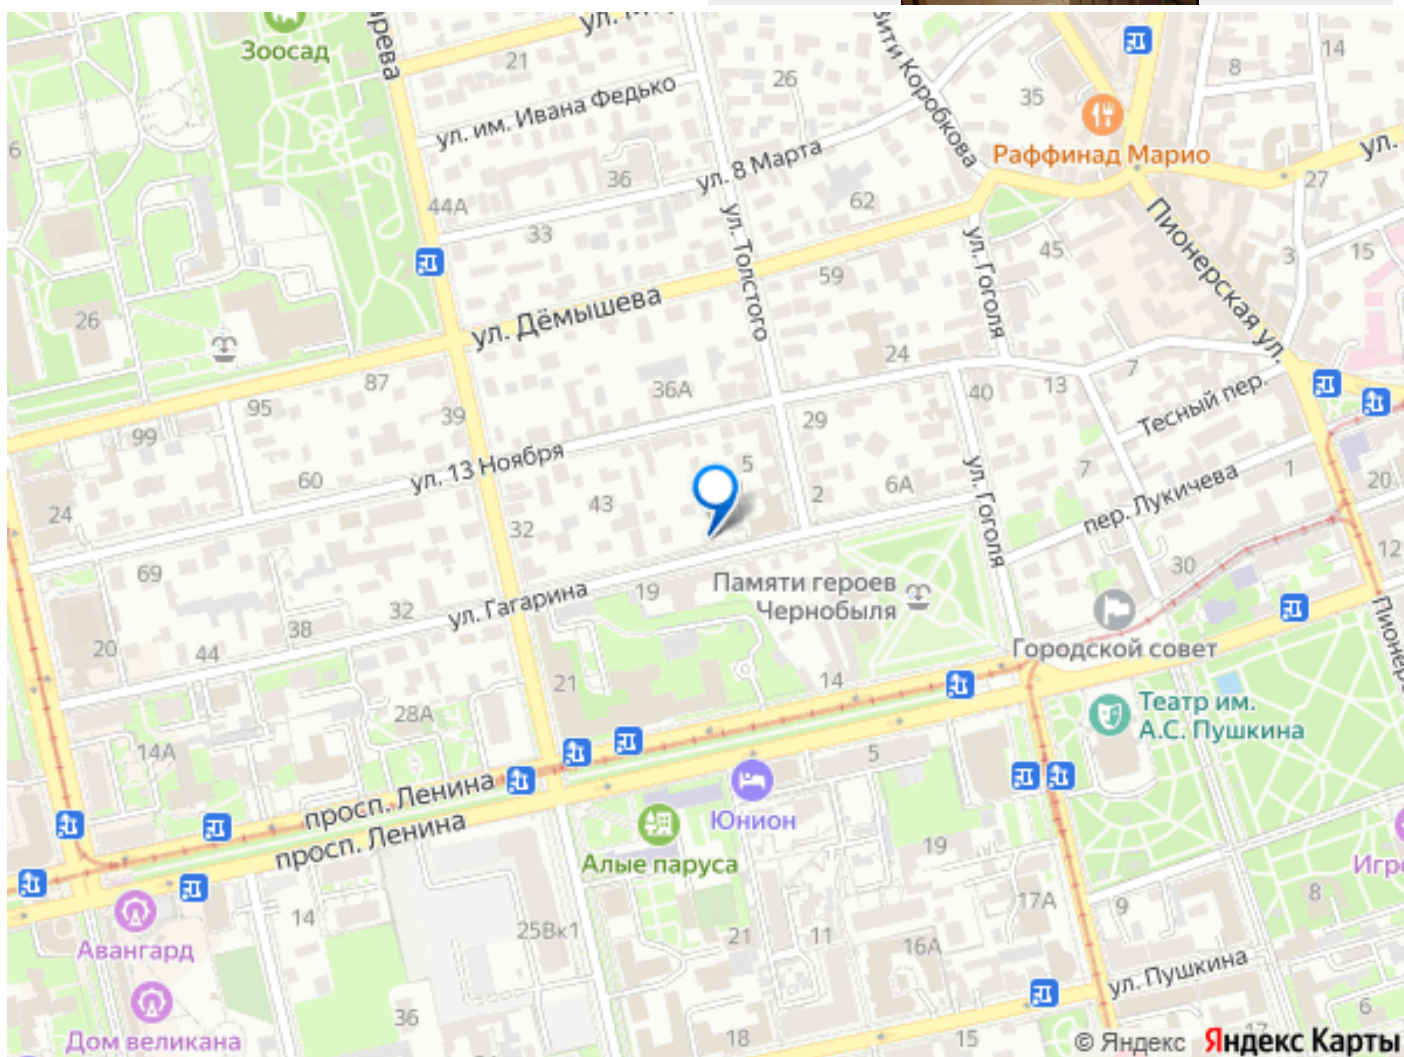 Зоосад
21
ул. им. Ивана Федько
26
Вити Коробкова
35
8
14
Раффинад Марио
ул.
27
ул. 8 Марта
36
44А
33
62
ул. Толстого
45
ул. Гоголя
Пионерская ул.
3
15
59
26
ул. Дёмышева
24
87
36А
40
13
7
Тесный пер.
95
39
99
29
ул. 13 Ноября
60
5
24
43
2
6А
ул. Гоголя
7
пер. Лукичева
1
20
32
12
69
30
Памяти героев
Чернобыля
19
ул. Гагарина
32
38
20
44
Городской совет
21
14
28А
Театр им.
А.С. Пушкина
14А
5
просп. Ленина
просп. Ленина
Юнион
Алые паруса
19
8
17А
9
14
Авангард
25Вк1
21
11
16А
ул. Пушкина
36
6
Дом великана
18
15
17
© Яндекс Яндекс Карты